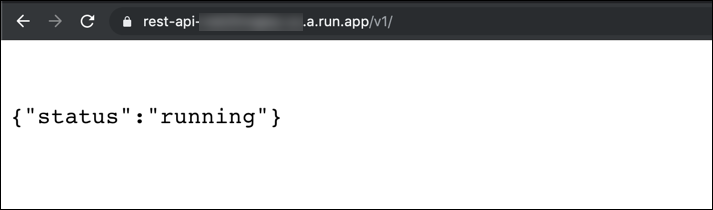 rest-api-.a.run.app/v1/
{"status":"running"}